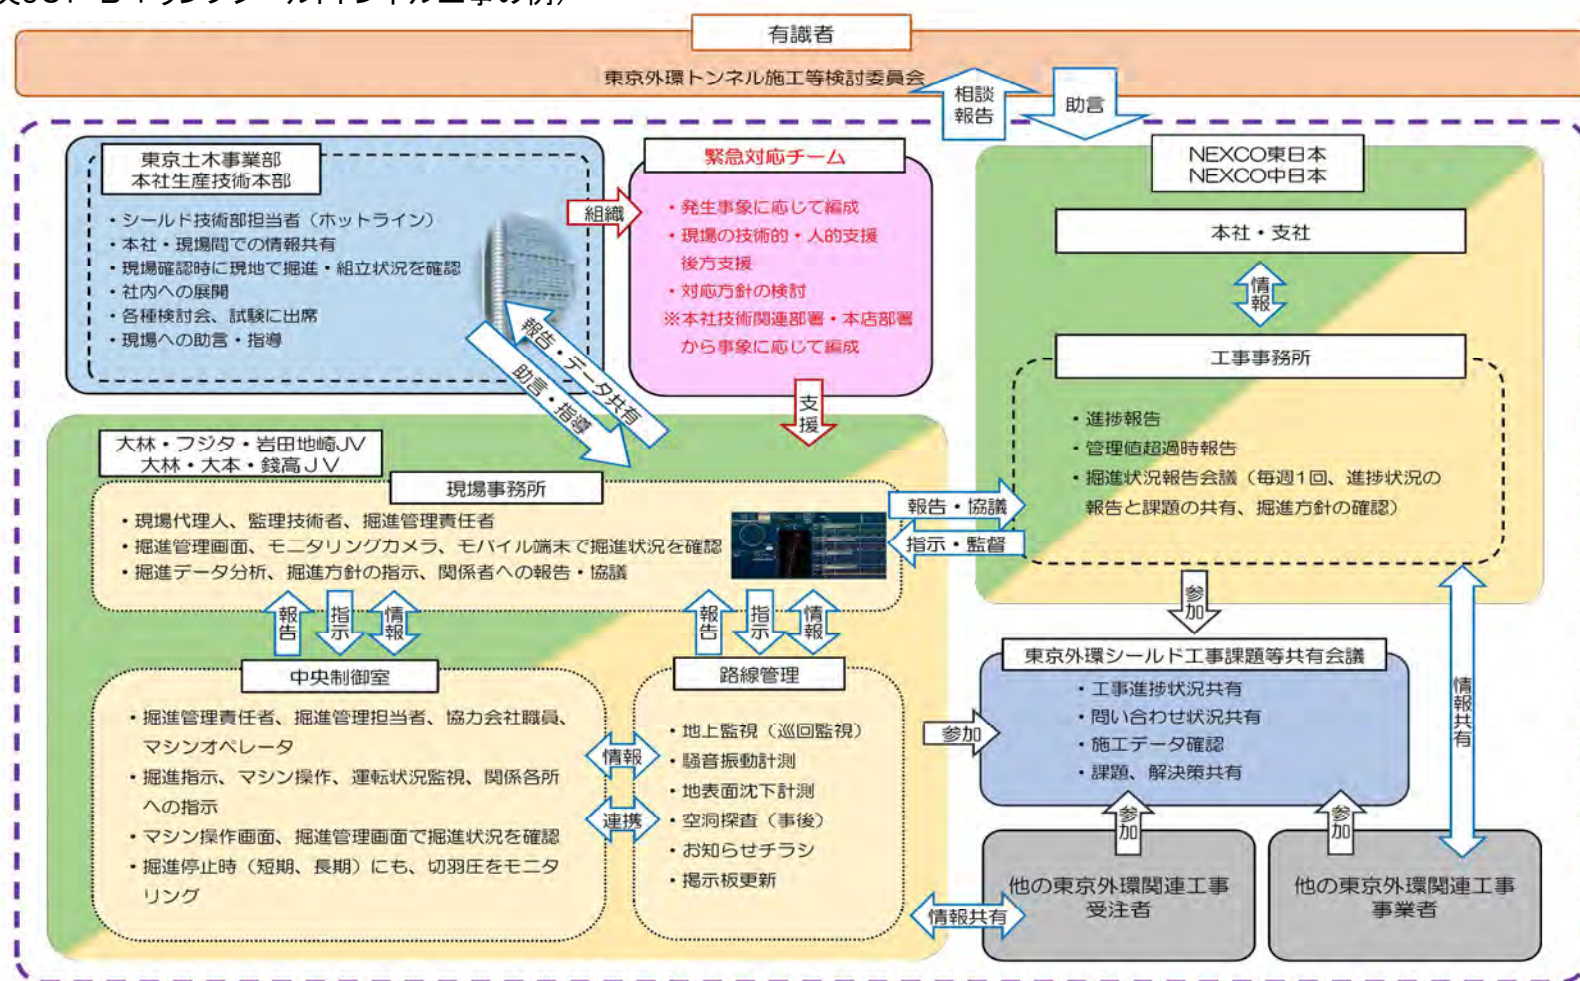 有識者
東京外環トンネル施工等検討委員会
相談
報告
助言
東京土木事業部
本社生産技術本部
・シールド技術部担当者（ホットライン）
・本社・現場間での情報共有
・現場確認時に現地で掘進・組立状況を確認
・社内への展開
・各種検討会、試験に出席
・現場への助言・指導
組織
緊急対応チーム
・発生事象に応じて編成
・現場の技術的・人的支援
後方支援
・対応方針の検討
※本社技術関連部署・本店部署
から事象に応じて編成
支援
報告・データ共有
助言・指導
NEXCO東日本
NEXCO中日本
本社・支社
情報
工事事務所
・進捗報告
・管理値超過時報告
・掘進状況報告会議（毎週1回、進捗状況の
報告と課題の共有、掘進方針の確認）
大林・フジタ・岩田地崎JV
大林・大本・錢高ＪＶ
現場事務所
・現場代理人、監理技術者、掘進管理責任者
・掘進管理画面、モニタリングカメラ、モバイル端末で掘進状況を確認
・掘進データ分析、掘進方針の指示、関係者への報告・協議
報告・協議
指示・監督
報告
指示
情報
報告
指示
情報
中央制御室
・掘進管理責任者、掘進管理担当者、協力会社職員、
マシンオペレータ
・掘進指示、マシン操作、運転状況監視、関係各所
への指示
・マシン操作画面、掘進管理画面で掘進状況を確認
・掘進停止時（短期、長期）にも、切羽圧をモニタ
リング
情報
連携
路線管理
・地上監視（巡回監視）
・騒音振動計測
・地表面沈下計測
・空洞探査（事後）
・お知らせチラシ
・掲示板更新
参加
参加
東京外環シールド工事課題等共有会議
・工事進捗状況共有
・問い合わせ状況共有
・施工データ確認
・課題、解決策共有
情報共有
参加
参加
情報共有
他の東京外環関連工事
受注者
他の東京外環関連工事
事業者